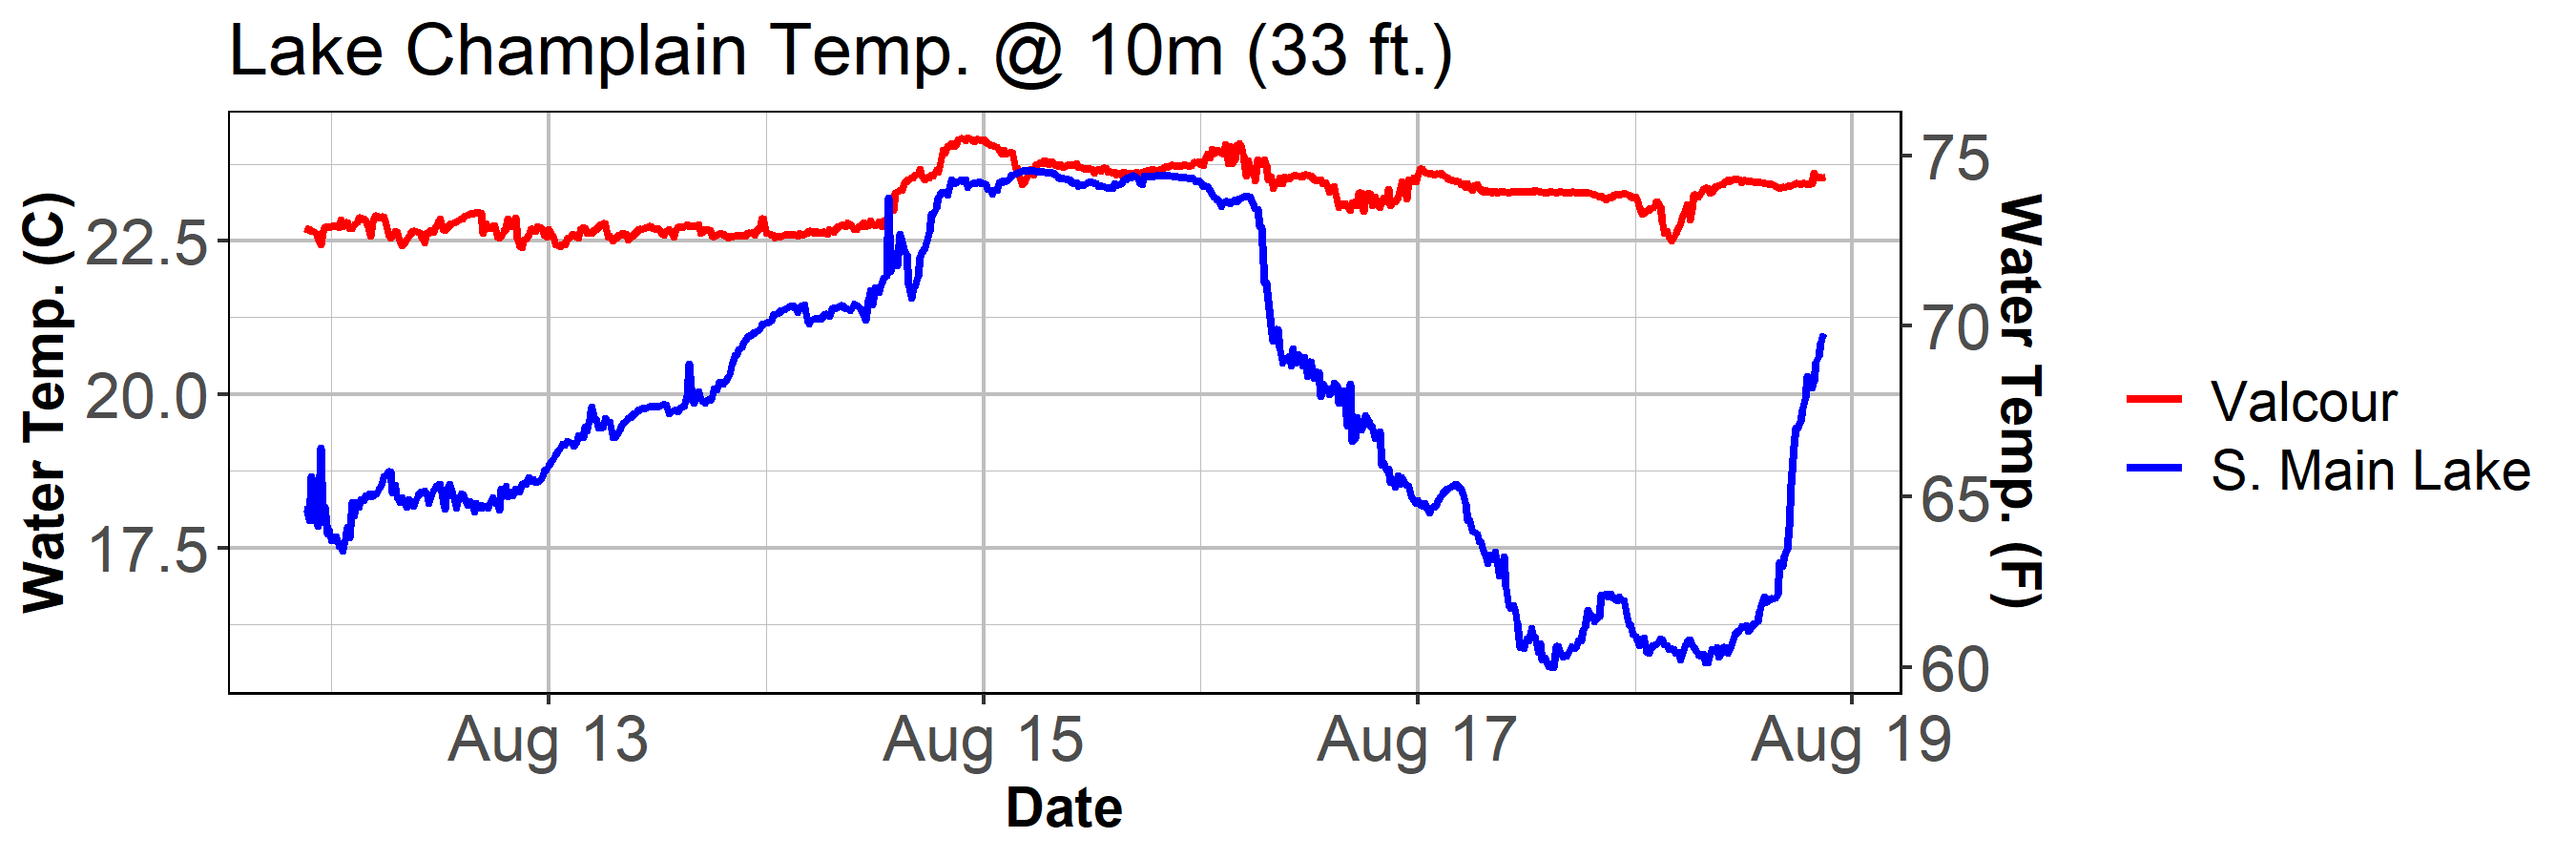 Lake Champlain Temp. @ 10m (33 ft.)
Water Temp. (C)
22.5
20.0
17.5
75
70
65
60
Water Temp. (F)
Aug 13
Aug 15
Aug 17
Aug 19
Date
Valcour
S. Main Lake